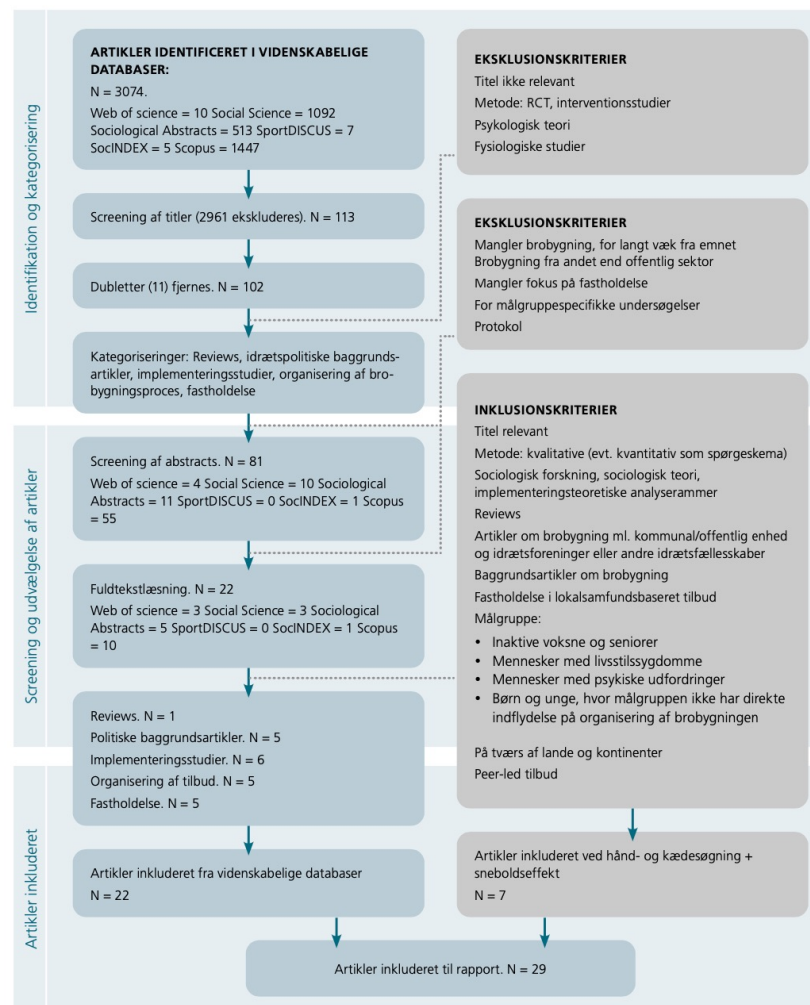 Identifikation og kategorisering
ARTIKLER IDENTIFICERET I VIDENSKABELIGE
DATABASER:
N = 3074.
Web of science = 10 Social Science = 1092
Sociological Abstracts = 513 SportDISCUS = 7
SocINDEX = 5 Scopus = 1447
Screening af titler (2961 ekskluderes). N = 113
Dubletter (11) fjernes. N = 102
Kategoriseringer: Reviews, idrætspolitiske baggrunds-
artikler, implementeringsstudier, organisering af bro-
bygningsproces, fastholdelse
EKSKLUSIONSKRITERIER
Titel ikke relevant
Metode: RCT, interventionsstudier
Psykologisk teori
Fysiologiske studier
EKSKLUSIONSKRITERIER
Mangler brobygning, for langt væk fra emnet
Brobygning fra andet end offentlig sektor
Mangler fokus på fastholdelse
For målgruppespecifikke undersøgelser
Protokol
Screening og udvælgelse af artikler
Screening af abstracts. N = 81
Web of science = 4 Social Science = 10 Sociological
Abstracts = 11 SportDISCUS = 0 SocINDEX = 1 Scopus
= 55
Fuldtekstlæsning. N = 22
Web of science = 3 Social Science = 3 Sociological
Abstracts = 5 SportDISCUS = 0 SocINDEX = 1 Scopus
= 10
Reviews. N = 1
Politiske baggrundsartikler. N = 5
Implementeringsstudier. N = 6
Organisering af tilbud. N = 5
Fastholdelse. N = 5
INKLUSIONSKRITERIER
Titel relevant
Metode: kvalitative (evt. kvantitativ som spørgeskema)
Sociologisk forskning, sociologisk teori,
implementeringsteoretiske analyserammer
Reviews
Artikler om brobygning ml. kommunal/offentlig enhed
og idrætsforeninger eller andre idrætsfællesskaber
Baggrundsartikler om brobygning
Fastholdelse i lokalsamfundsbaseret tilbud
Målgruppe:
• Inaktive voksne og seniorer
• Mennesker med livsstilssygdomme
• Mennesker med psykiske udfordringer
• Børn og unge, hvor målgruppen ikke har direkte
indflydelse på organisering af brobygningen
På tværs af lande og kontinenter
Peer-led tilbud
Artikler inkluderet
Artikler inkluderet fra videnskabelige databaser
N = 22
Artikler inkluderet ved hånd- og kædesøgning +
sneboldseffekt
N = 7
Artikler inkluderet til rapport. N = 29